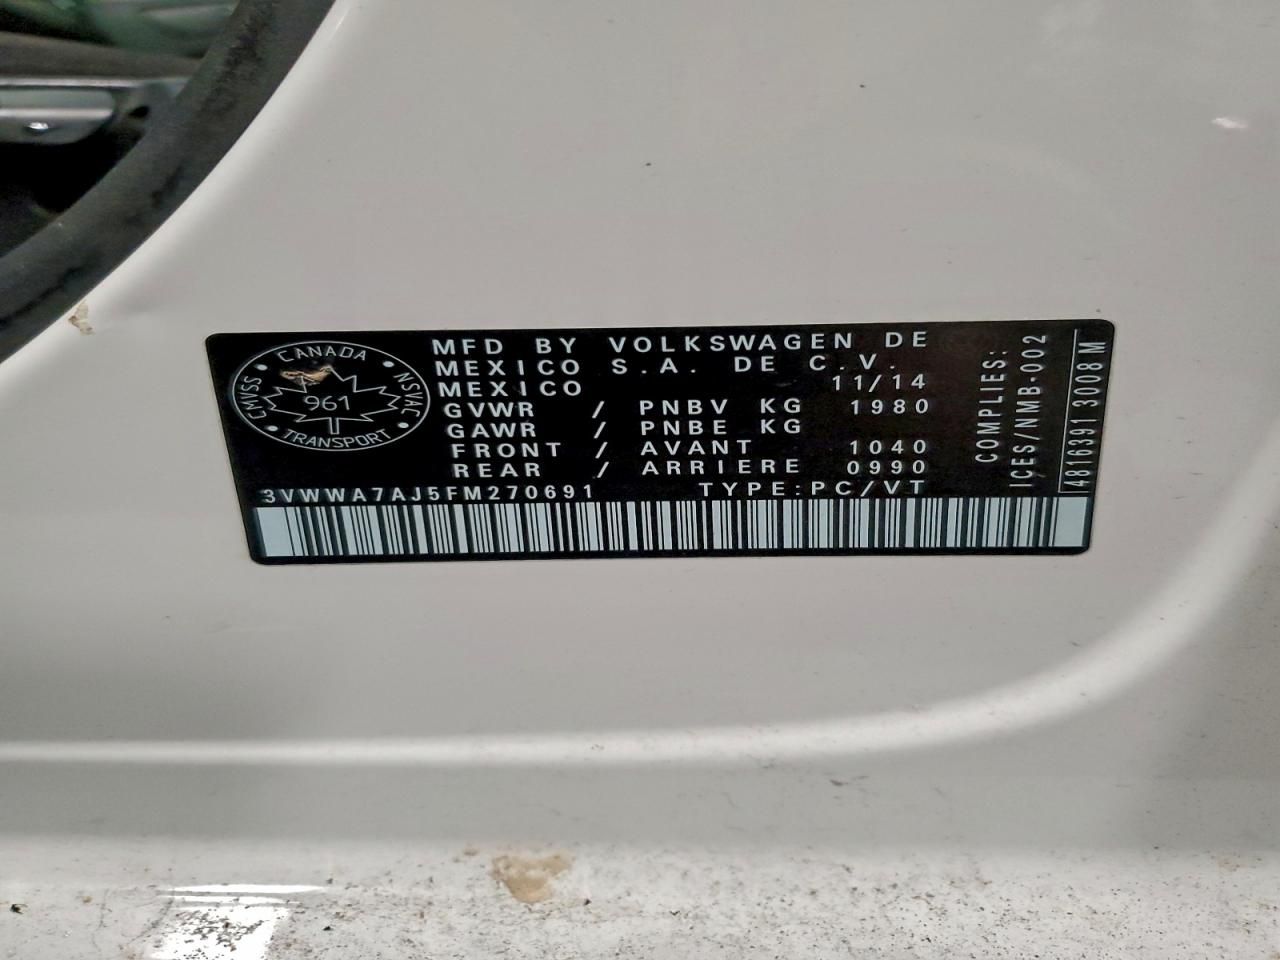 CANADA
CMVSS
NSVAC
961
TRANSPORT
MFD BY VOLKSWAGEN DE
MEXICO S.A. DE C.V.
MEXICO 11/14
GVWR / PNBV KG 1980
GAWR / PNBE KG
FRONT / AVANT 1040
REAR / ARRIERE 0990
3VWWA7AJ5FM270691 TYPE:PC/VT
COMPLIES:
ICES/NMB-002
4816391 3008M